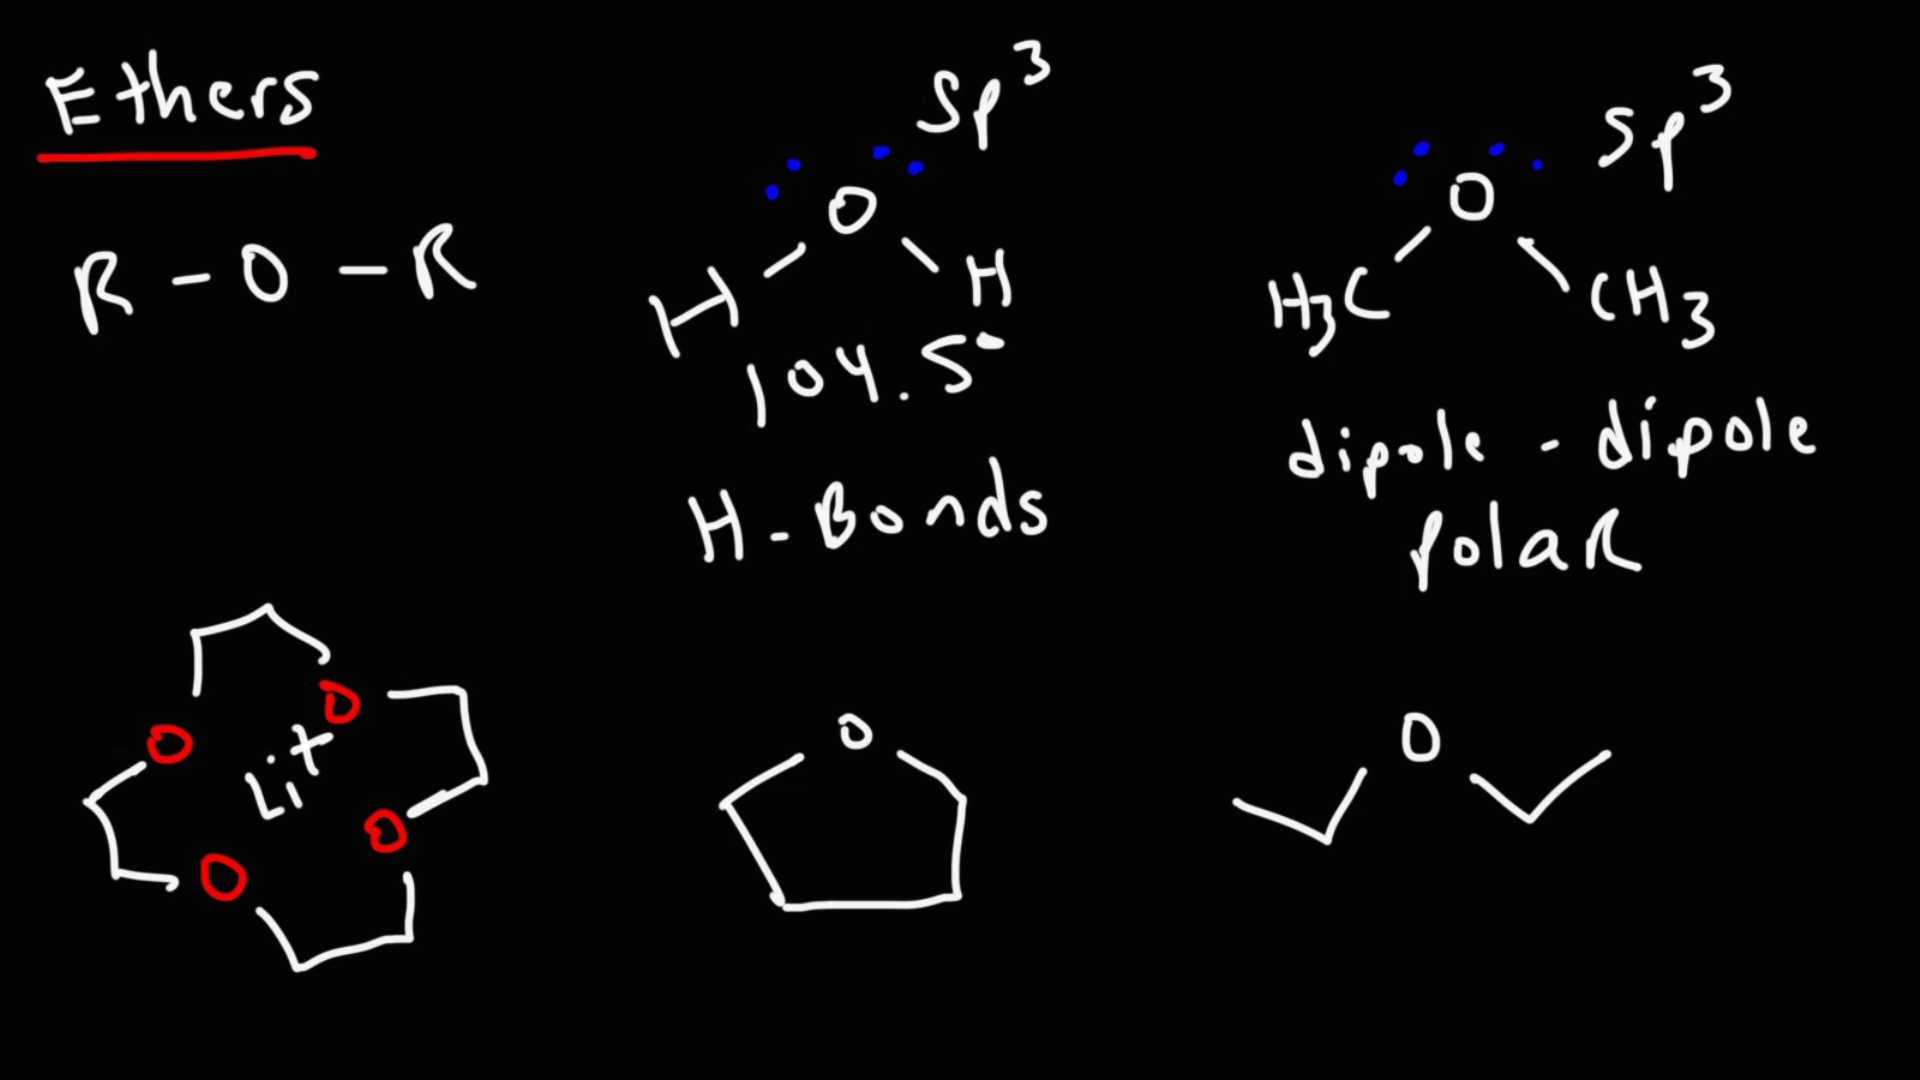 Ethers
R - O - R
sp³
O
H H
104.5°
H - Bonds
sp³
O
H₃C CH₃
dipole - dipole
polaR
O
O
Li⁺
O
O
O
O